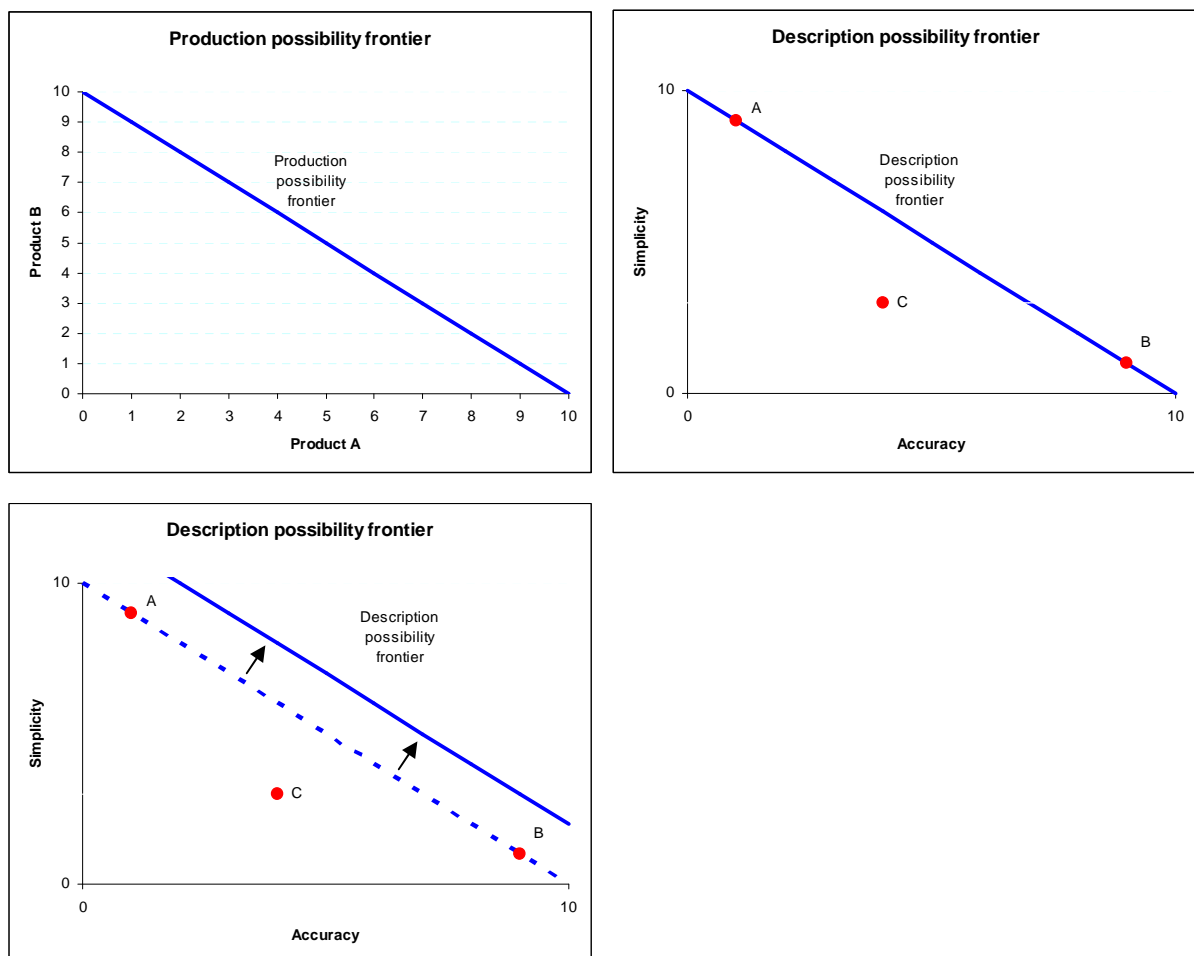 Production possibility frontier
10
9
8
7
6
5
4
3
2
1
0
Product B
Production
possibility
frontier
0 1 2 3 4 5 6 7 8 9 10
Product A
Description possibility frontier
10
0
Simplicity
A
Description
possibility
frontier
C
B
0 10
Accuracy
Description possibility frontier
10
0
Simplicity
A
Description
possibility
frontier
C
B
0 10
Accuracy